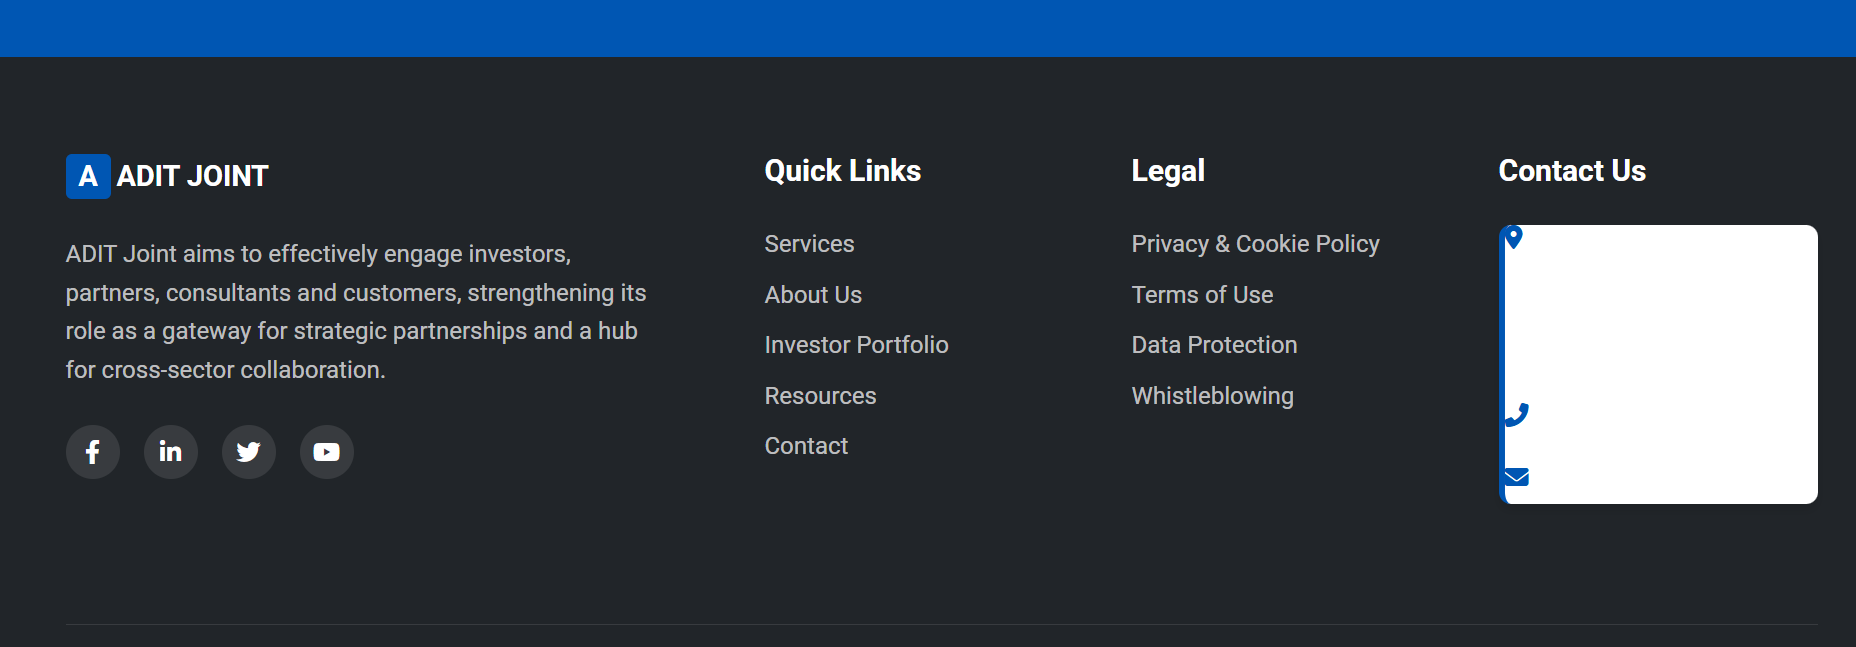 A ADIT JOINT
ADIT Joint aims to effectively engage investors,
partners, consultants and customers, strengthening its
role as a gateway for strategic partnerships and a hub
for cross-sector collaboration.
Quick Links
Services
About Us
Investor Portfolio
Resources
Contact
Legal
Privacy & Cookie Policy
Terms of Use
Data Protection
Whistleblowing
Contact Us